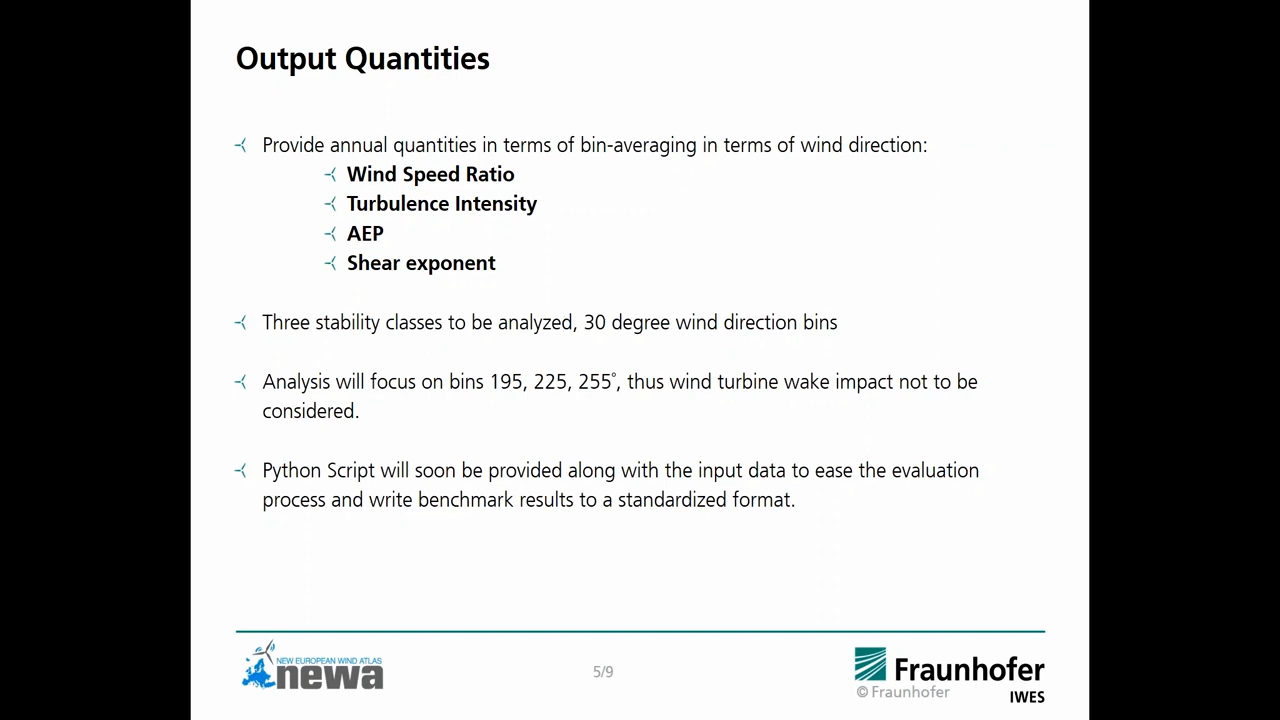 Output Quantities
Provide annual quantities in terms of bin-averaging in terms of wind direction:
Wind Speed Ratio
Turbulence Intensity
AEP
Shear exponent
Three stability classes to be analyzed, 30 degree wind direction bins
Analysis will focus on bins 195, 225, 255°, thus wind turbine wake impact not to be
considered.
Python Script will soon be provided along with the input data to ease the evaluation
process and write benchmark results to a standardized format.
NEW EUROPEAN WIND ATLAS
newa
5/9
Fraunhofer
© Fraunhofer
IWES